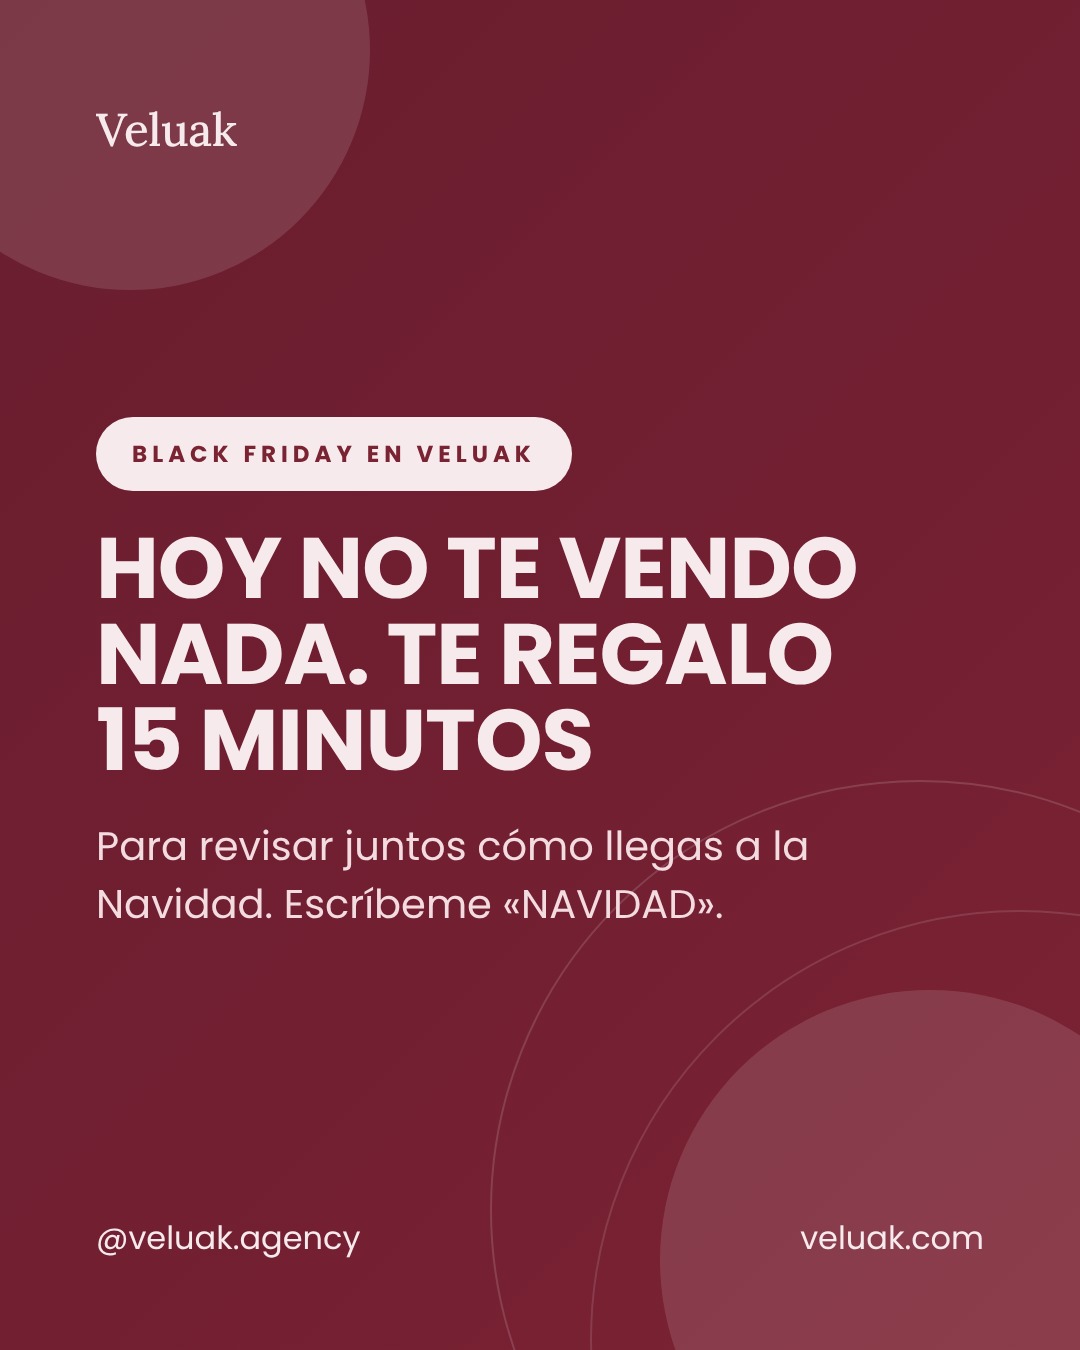 Veluak
BLACK FRIDAY EN VELUAK
HOY NO TE VENDO
NADA. TE REGALO
15 MINUTOS
Para revisar juntos cómo llegas a la
Navidad. Escríbeme «NAVIDAD».
@veluak.agency
veluak.com